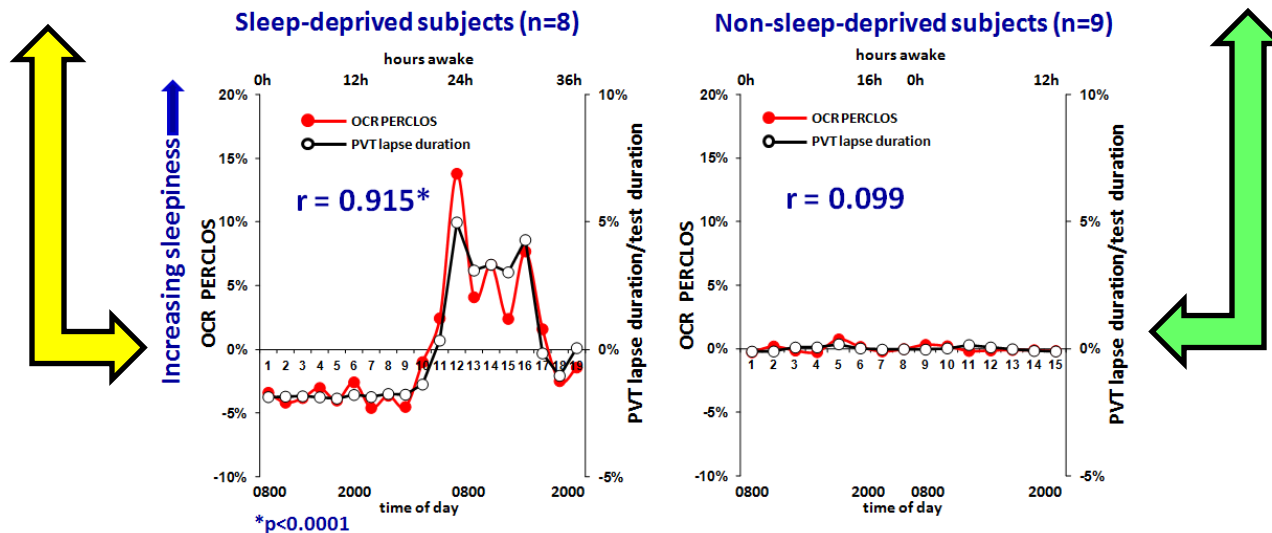 Sleep-deprived subjects (n=8)
hours awake
0h 12h 24h 36h
Increasing sleepiness
OCR PERCLOS
20%
15%
10%
5%
0%
-5%
-10%
OCR PERCLOS
PVT lapse duration
r = 0.915*
1 2 3 4 5 6 7 8 9 10 11 12 13 14 15 16 17 18 19
10%
5%
0%
-5%
PVT lapse duration/test duration
0800 2000 0800 2000
time of day
*p<0.0001
Non-sleep-deprived subjects (n=9)
hours awake
0h 16h 0h 12h
OCR PERCLOS
20%
15%
10%
5%
0%
-5%
-10%
OCR PERCLOS
PVT lapse duration
r = 0.099
1 2 3 4 5 6 7 8 9 10 11 12 13 14 15
10%
5%
0%
-5%
PVT lapse duration/test duration
0800 2000 0800 2000
time of day